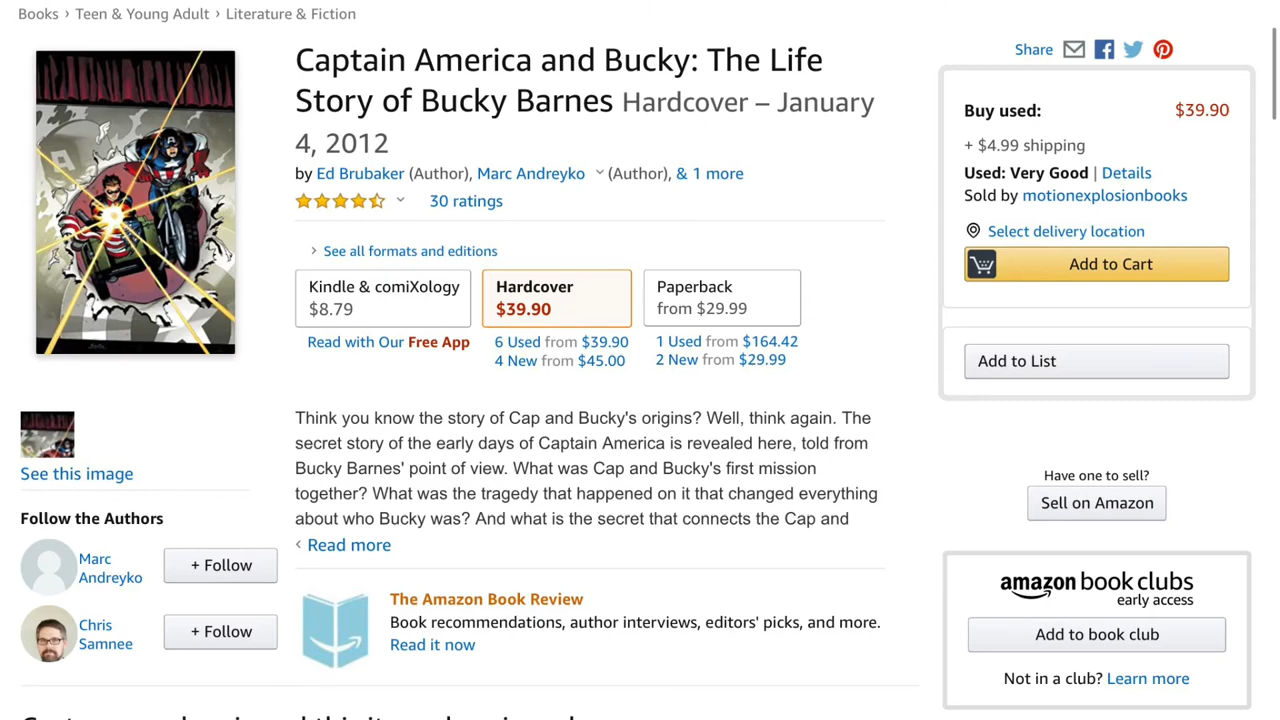 Books › Teen & Young Adult › Literature & Fiction
Captain America and Bucky: The Life
Story of Bucky Barnes Hardcover – January
4, 2012
by Ed Brubaker (Author), Marc Andreyko (Author), & 1 more
30 ratings
› See all formats and editions
Kindle & comiXology
$8.79
Read with Our Free App
Hardcover
$39.90
6 Used from $39.90
4 New from $45.00
Paperback
from $29.99
1 Used from $164.42
2 New from $29.99
Think you know the story of Cap and Bucky's origins? Well, think again. The
secret story of the early days of Captain America is revealed here, told from
Bucky Barnes' point of view. What was Cap and Bucky's first mission
together? What was the tragedy that happened on it that changed everything
about who Bucky was? And what is the secret that connects the Cap and
‹ Read more
The Amazon Book Review
Book recommendations, author interviews, editors' picks, and more.
Read it now
See this image
Follow the Authors
Marc
Andreyko
+ Follow
Chris
Samnee
+ Follow
Share
Buy used:
$39.90
+ $4.99 shipping
Used: Very Good | Details
Sold by motionexplosionbooks
Select delivery location
Add to Cart
Add to List
Have one to sell?
Sell on Amazon
amazon book clubs
early access
Add to book club
Not in a club? Learn more